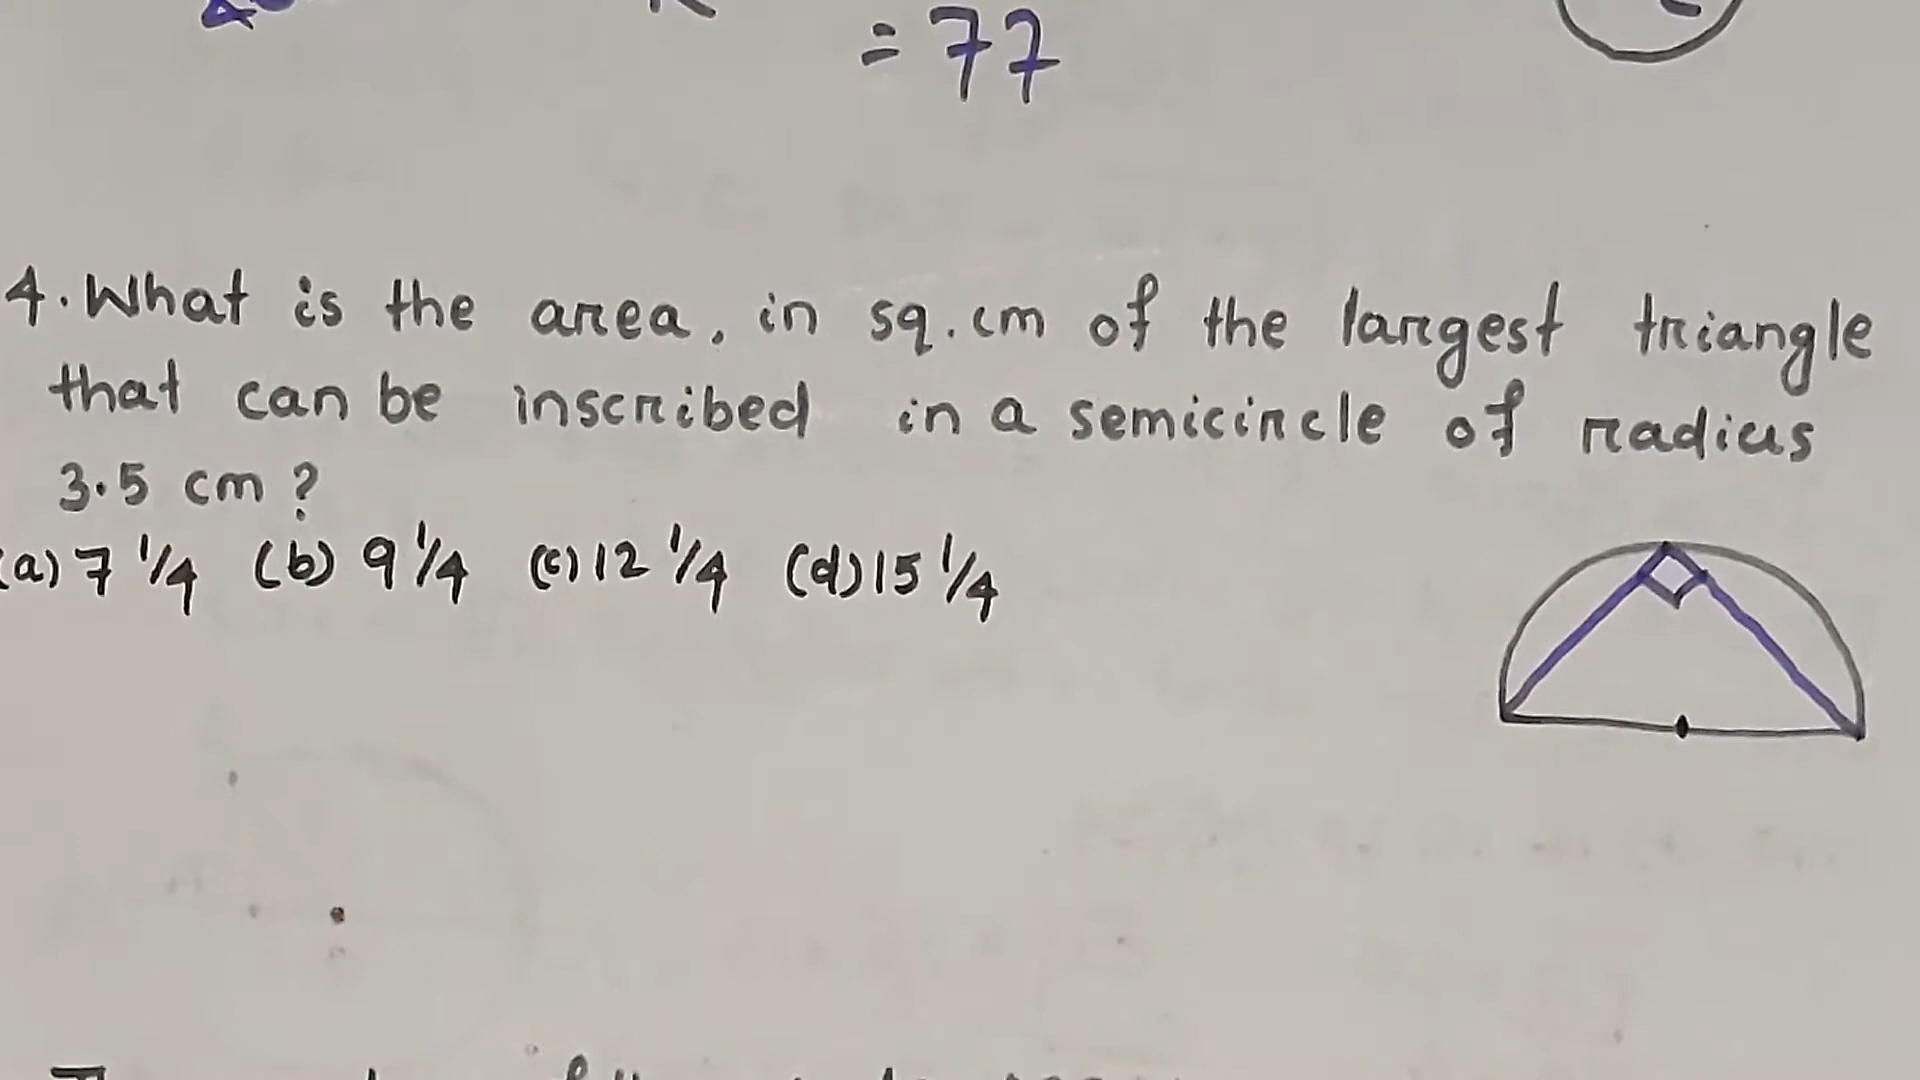 = 77
4. What is the area, in sq. cm of the largest triangle
that can be inscribed in a semicircle of radius
3.5 cm ?
(a) 7 1/4 (b) 9 1/4 (c) 12 1/4 (d) 15 1/4